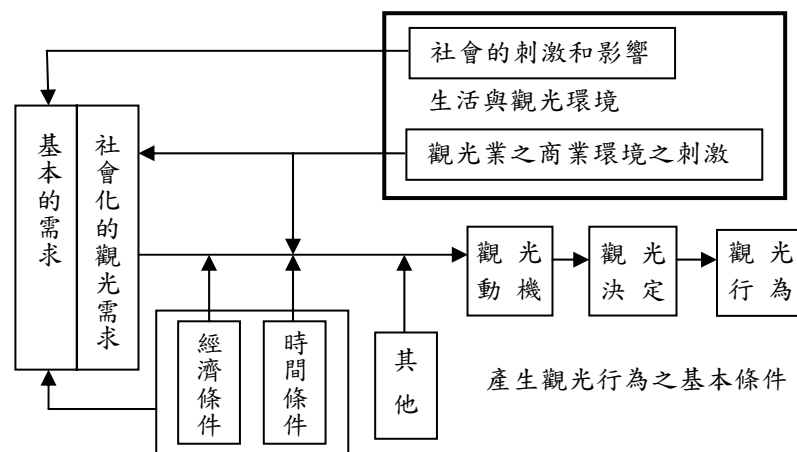 社會的刺激和影響
生活與觀光環境
觀光業之商業環境之刺激
基本的需求
社會化的觀光需求
觀光
動機
觀光
決定
觀光
行為
經濟條件
時間條件
其他
產生觀光行為之基本條件